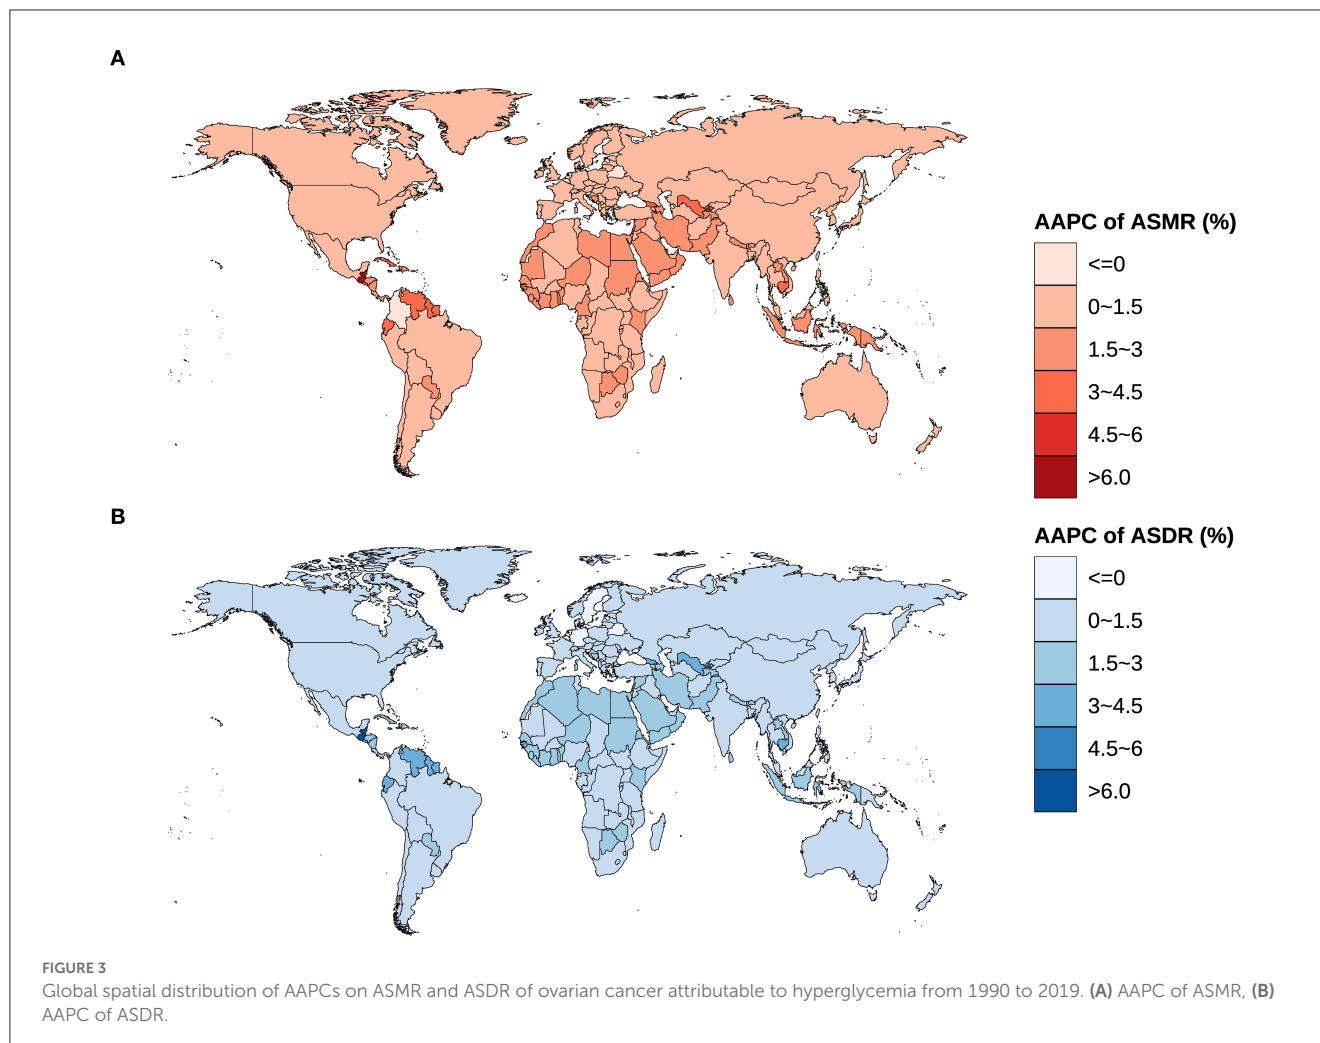 A
AAPC of ASMR (%)
<=0
0~1.5
1.5~3
3~4.5
4.5~6
>6.0
B
AAPC of ASDR (%)
<=0
0~1.5
1.5~3
3~4.5
4.5~6
>6.0
FIGURE 3
Global spatial distribution of AAPCs on ASMR and ASDR of ovarian cancer attributable to hyperglycemia from 1990 to 2019. (A) AAPC of ASMR, (B)
AAPC of ASDR.